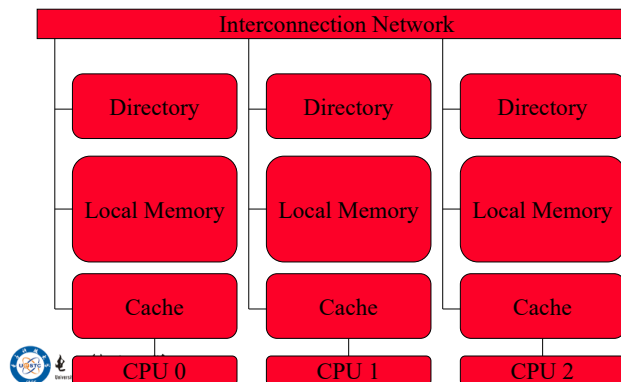 Interconnection Network
Directory Directory Directory
Local Memory Local Memory Local Memory
Cache Cache Cache
CPU 0 CPU 1 CPU 2